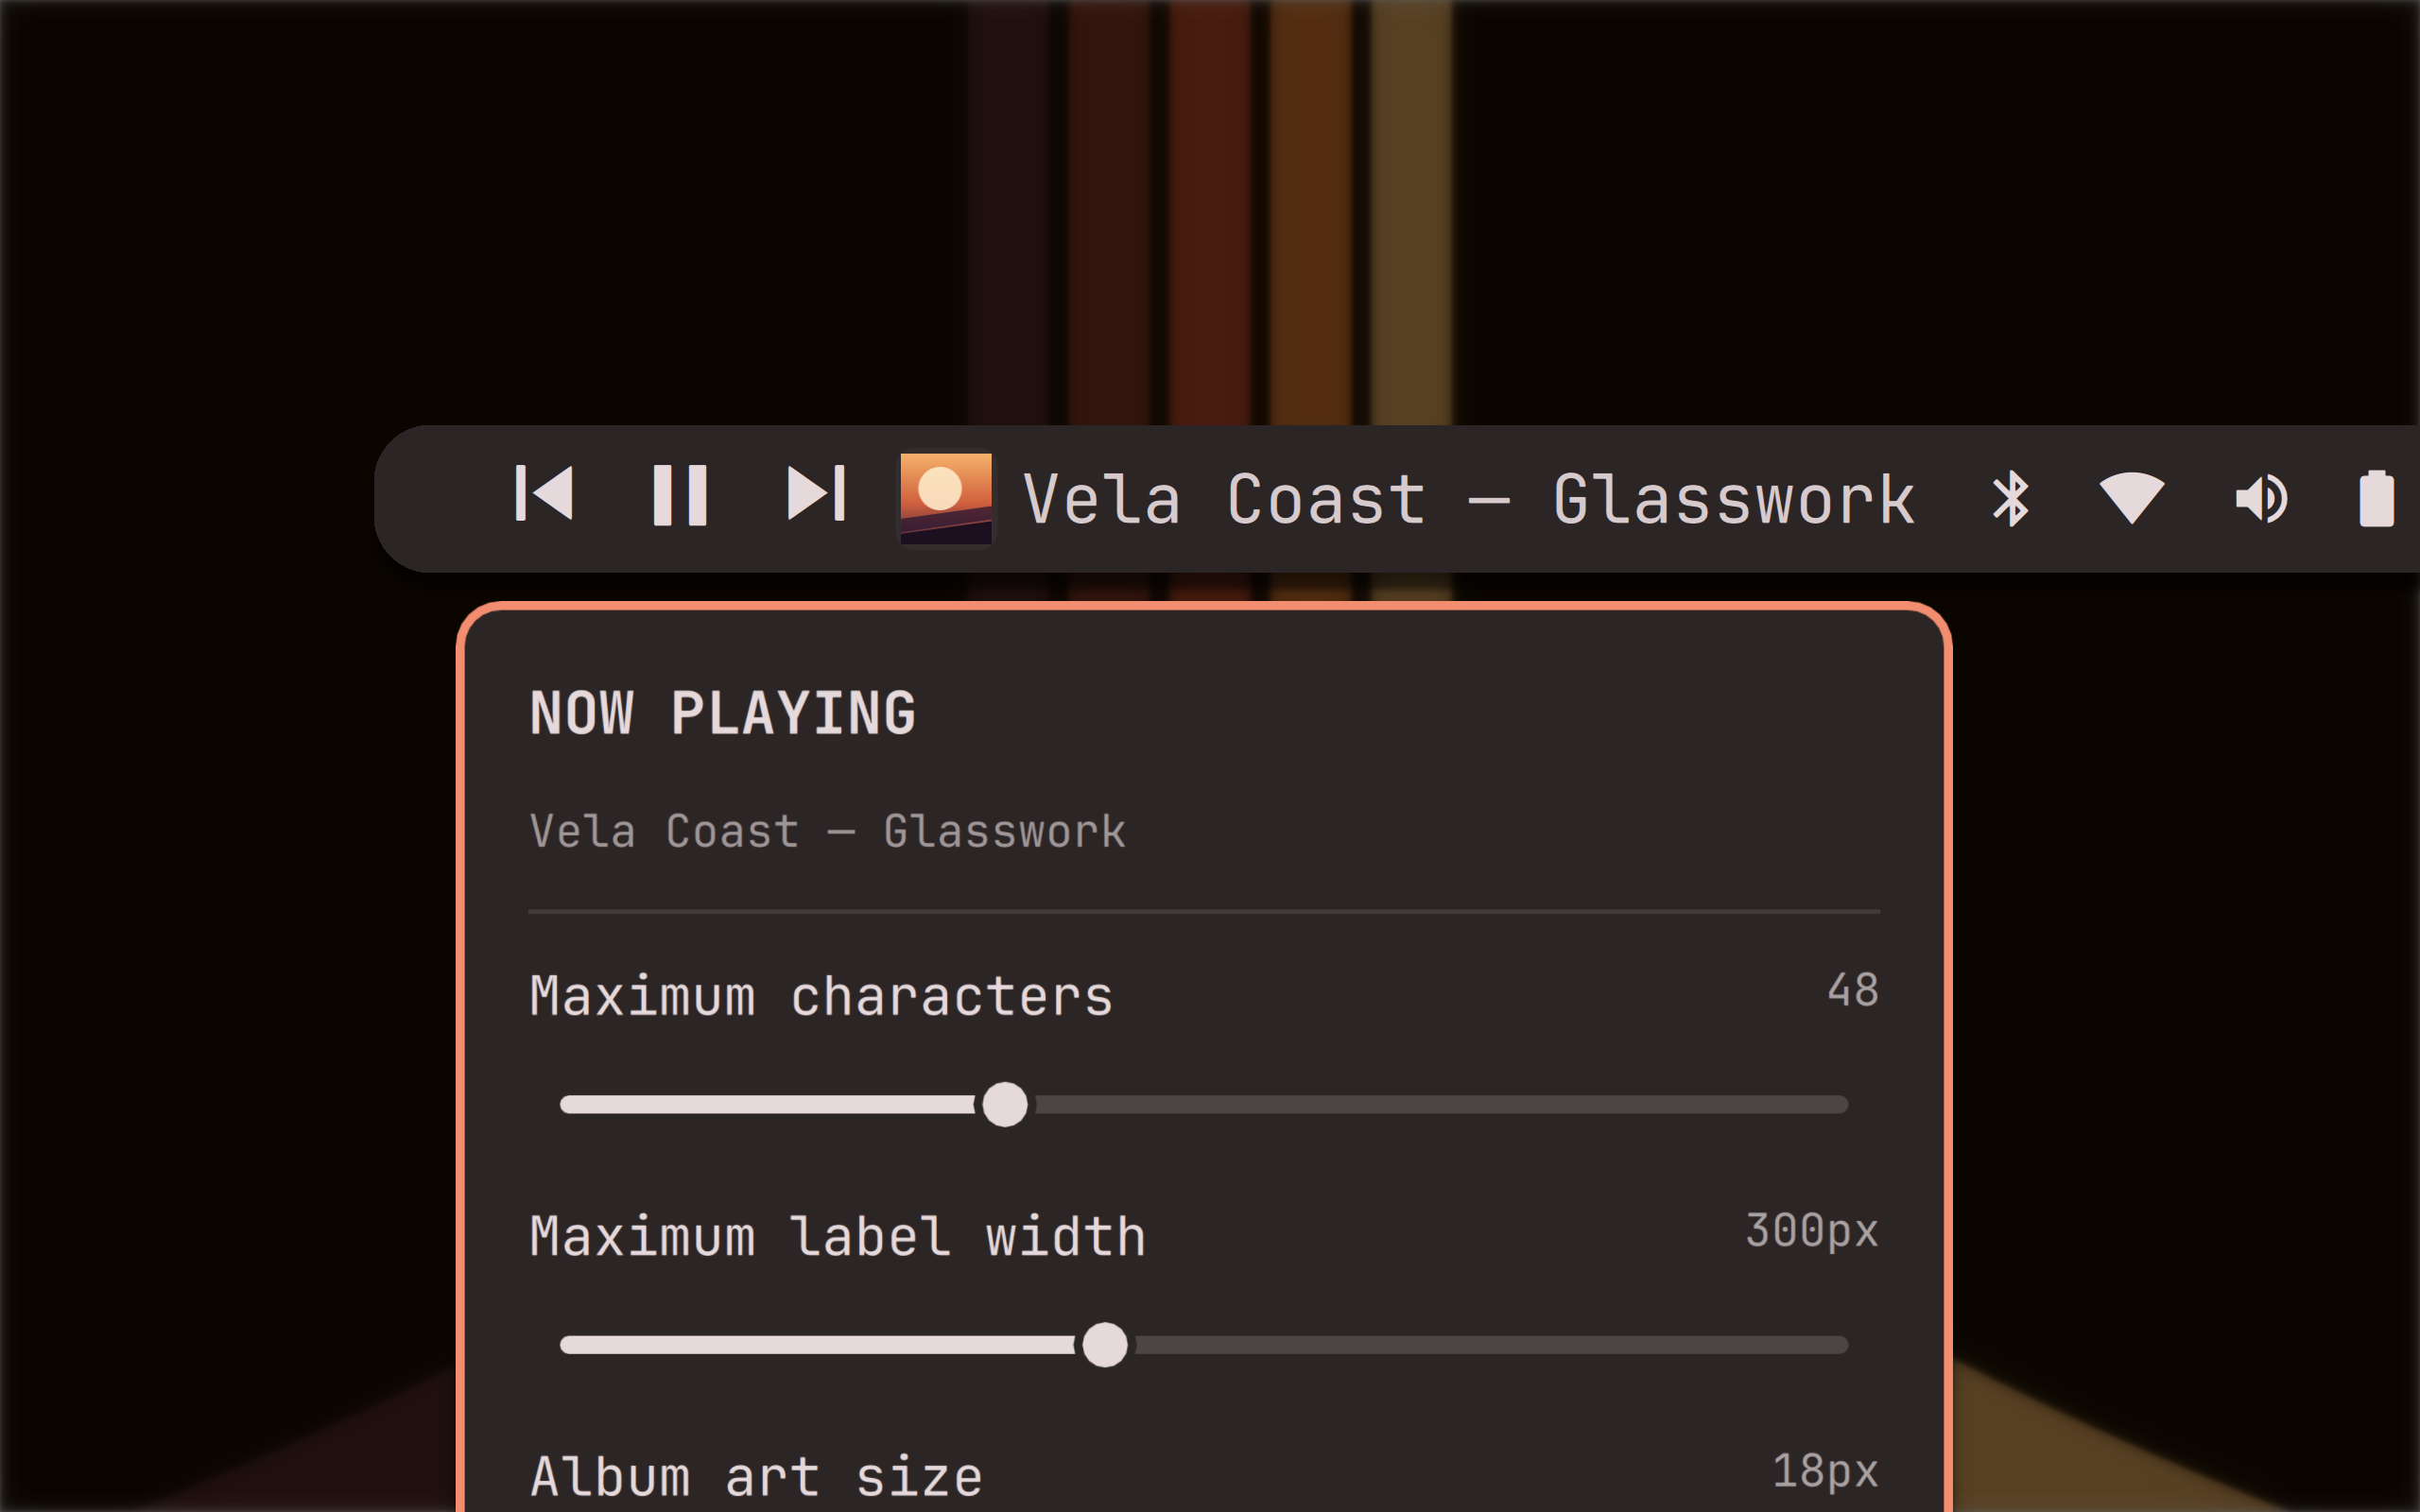 Vela Coast — Glasswork
NOW PLAYING
Vela Coast — Glasswork
Maximum characters 48
Maximum label width 300px
Album art size 18px